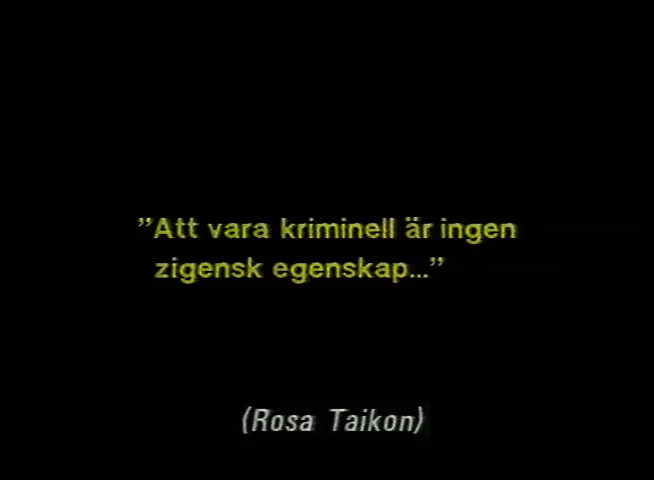 ”Att vara kriminell är ingen
zigensk egenskap...”
(Rosa Taikon)